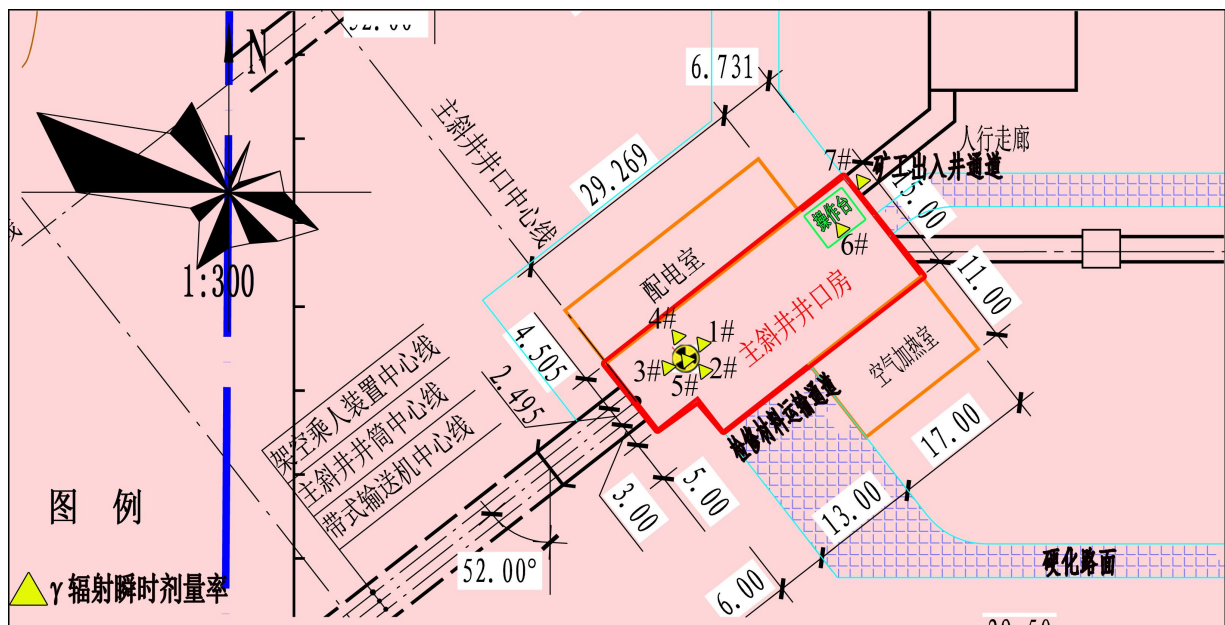 N
1:300
6.731
29.269
主斜井井口中心线
人行走廊
7#
矿工出入井通道
15.00
操作台
6#
配电室
11.00
主斜井井口房
4#
1#
3#
2#
5#
空气加热室
4.505
2.495
架空乘人装置中心线
主斜井井筒中心线
带式输送机中心线
检修材料运输通道
17.00
13.00
5.00
3.00
6.00
52.00°
硬化路面
图 例
γ辐射瞬时剂量率